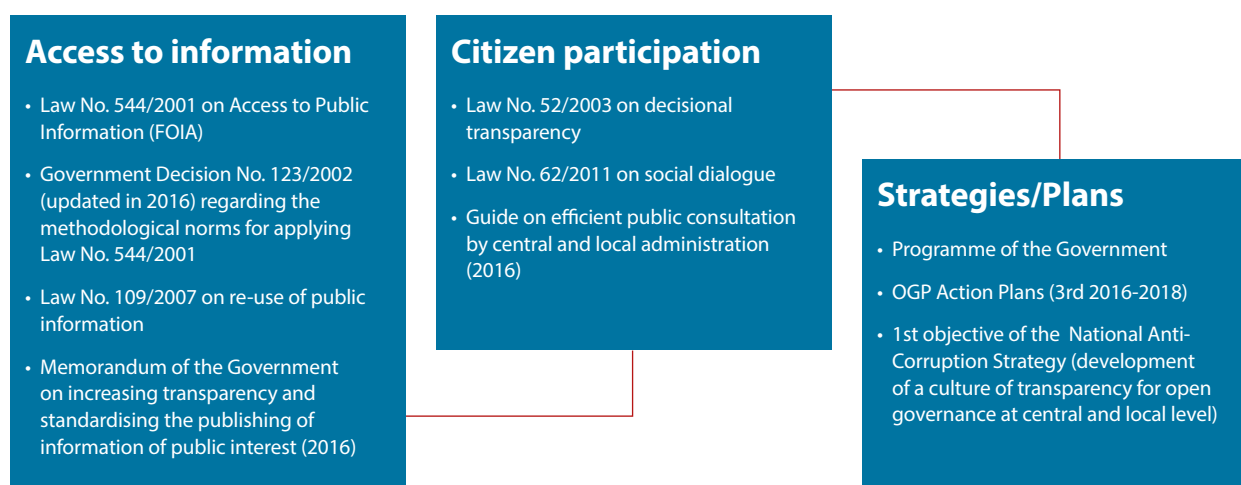 Access to information
• Law No. 544/2001 on Access to Public
Information (FOIA)
• Government Decision No. 123/2002
(updated in 2016) regarding the
methodological norms for applying
Law No. 544/2001
• Law No. 109/2007 on re-use of public
information
• Memorandum of the Government
on increasing transparency and
standardising the publishing of
information of public interest (2016)
Citizen participation
• Law No. 52/2003 on decisional
transparency
• Law No. 62/2011 on social dialogue
• Guide on efficient public consultation
by central and local administration
(2016)
Strategies/Plans
• Programme of the Government
• OGP Action Plans (3rd 2016-2018)
• 1st objective of the National Anti-
Corruption Strategy (development
of a culture of transparency for open
governance at central and local level)